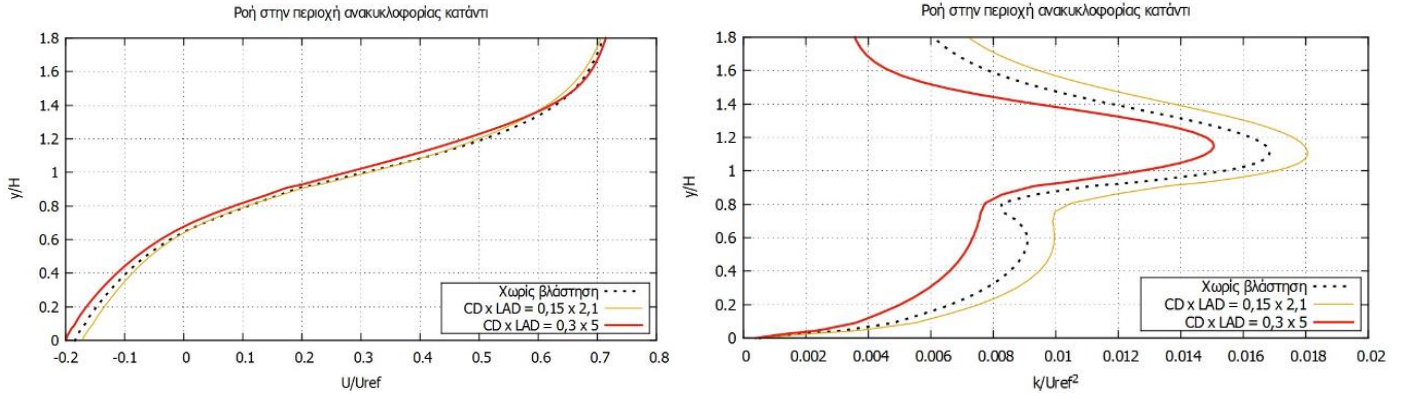 Ροή στην περιοχή ανακυκλοφορίας κατάντι
1.8
1.6
1.4
1.2
1
0.8
0.6
0.4
0.2
0
y/H
-0.2 -0.1 0 0.1 0.2 0.3 0.4 0.5 0.6 0.7 0.8
U/Uref
Χωρίς βλάστηση
CD x LAD = 0,15 x 2,1
CD x LAD = 0,3 x 5
Ροή στην περιοχή ανακυκλοφορίας κατάντι
1.8
1.6
1.4
1.2
1
0.8
0.6
0.4
0.2
0
y/H
0 0.002 0.004 0.006 0.008 0.01 0.012 0.014 0.016 0.018 0.02
k/Uref²
Χωρίς βλάστηση
CD x LAD = 0,15 x 2,1
CD x LAD = 0,3 x 5